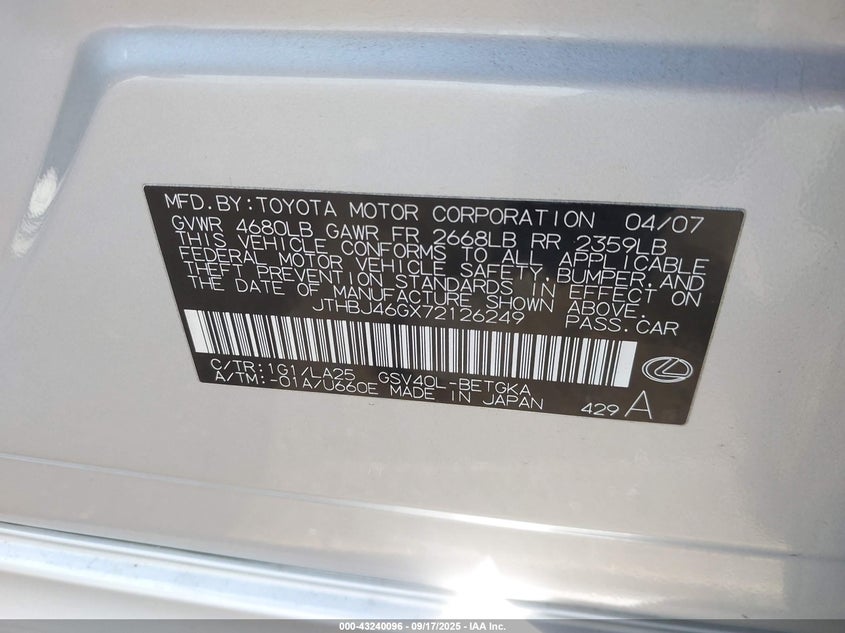 MFD. BY: TOYOTA MOTOR CORPORATION 04/07
GVWR 4680LB GAWR FR 2668LB RR 2359LB
THIS VEHICLE CONFORMS TO ALL APPLICABLE
FEDERAL MOTOR VEHICLE SAFETY, BUMPER, AND
THEFT PREVENTION STANDARDS IN EFFECT ON
THE DATE OF MANUFACTURE SHOWN ABOVE.
JTHBJ46GX72126249 PASS. CAR
C/TR: 1G1/LA25 GSV40L-BETGKA
A/TM: -01A/U660E MADE IN JAPAN 429 A
000-43240096 - 09/17/2025 - IAA Inc.